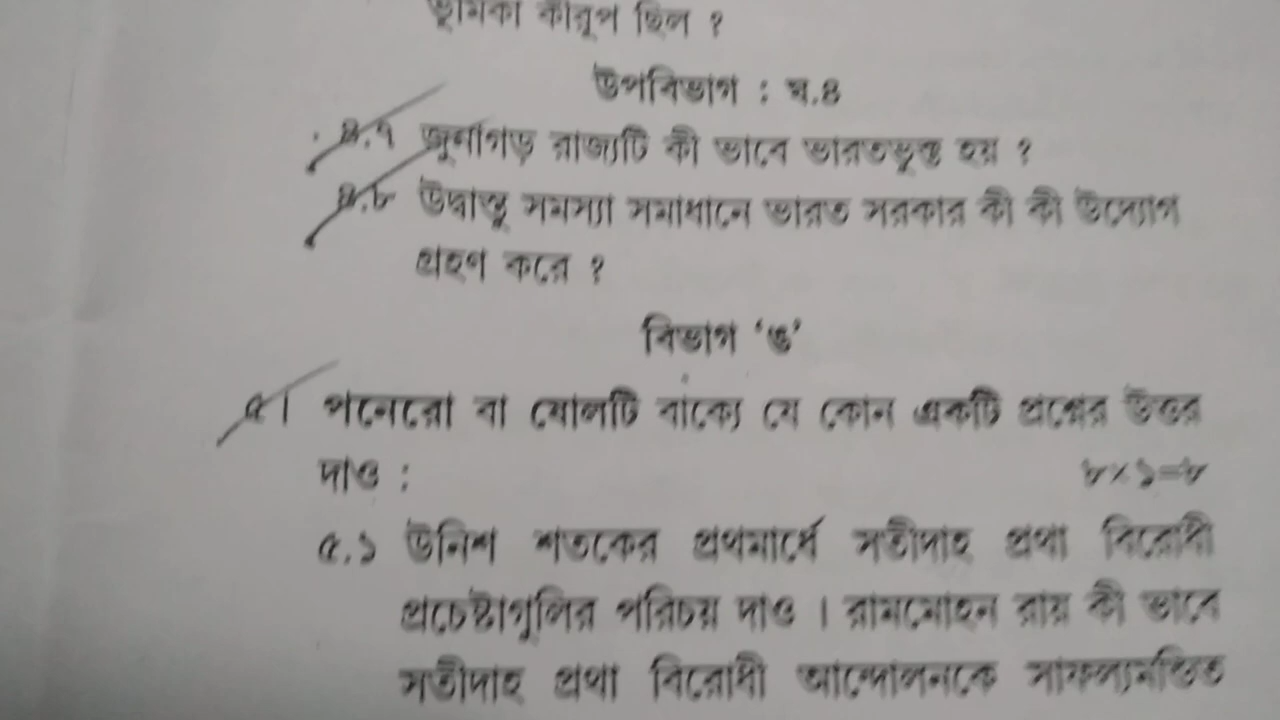 ভূমিকা কীরূপ ছিল ?
উপবিভাগ : ঘ.৪
৪.৭ জুনাগড় রাজ্যটি কী ভাবে ভারতভুক্ত হয় ?
৪.৮ উদ্বাস্তু সমস্যা সমাধানে ভারত সরকার কী কী উদ্যোগ
গ্রহণ করে ?
বিভাগ ‘ঙ’
৫। পনেরো বা ষোলটি বাক্যে যে কোন একটি প্রশ্নের উত্তর
দাও : ৮×১=৮
৫.১ উনিশ শতকের প্রথমার্ধে সতীদাহ প্রথা বিরোধী
প্রচেষ্টাগুলির পরিচয় দাও । রামমোহন রায় কী ভাবে
সতীদাহ প্রথা বিরোধী আন্দোলনকে সাফল্যমন্ডিত